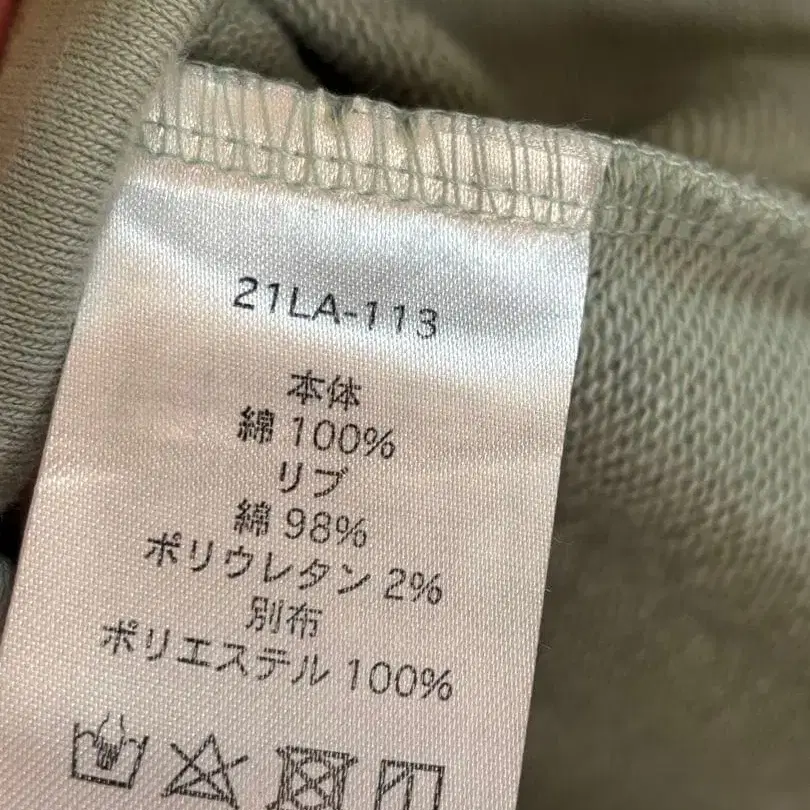 21LA-113
本体
綿 100%
リブ
綿 98%
ポリウレタン 2%
別布
ポリエステル 100%